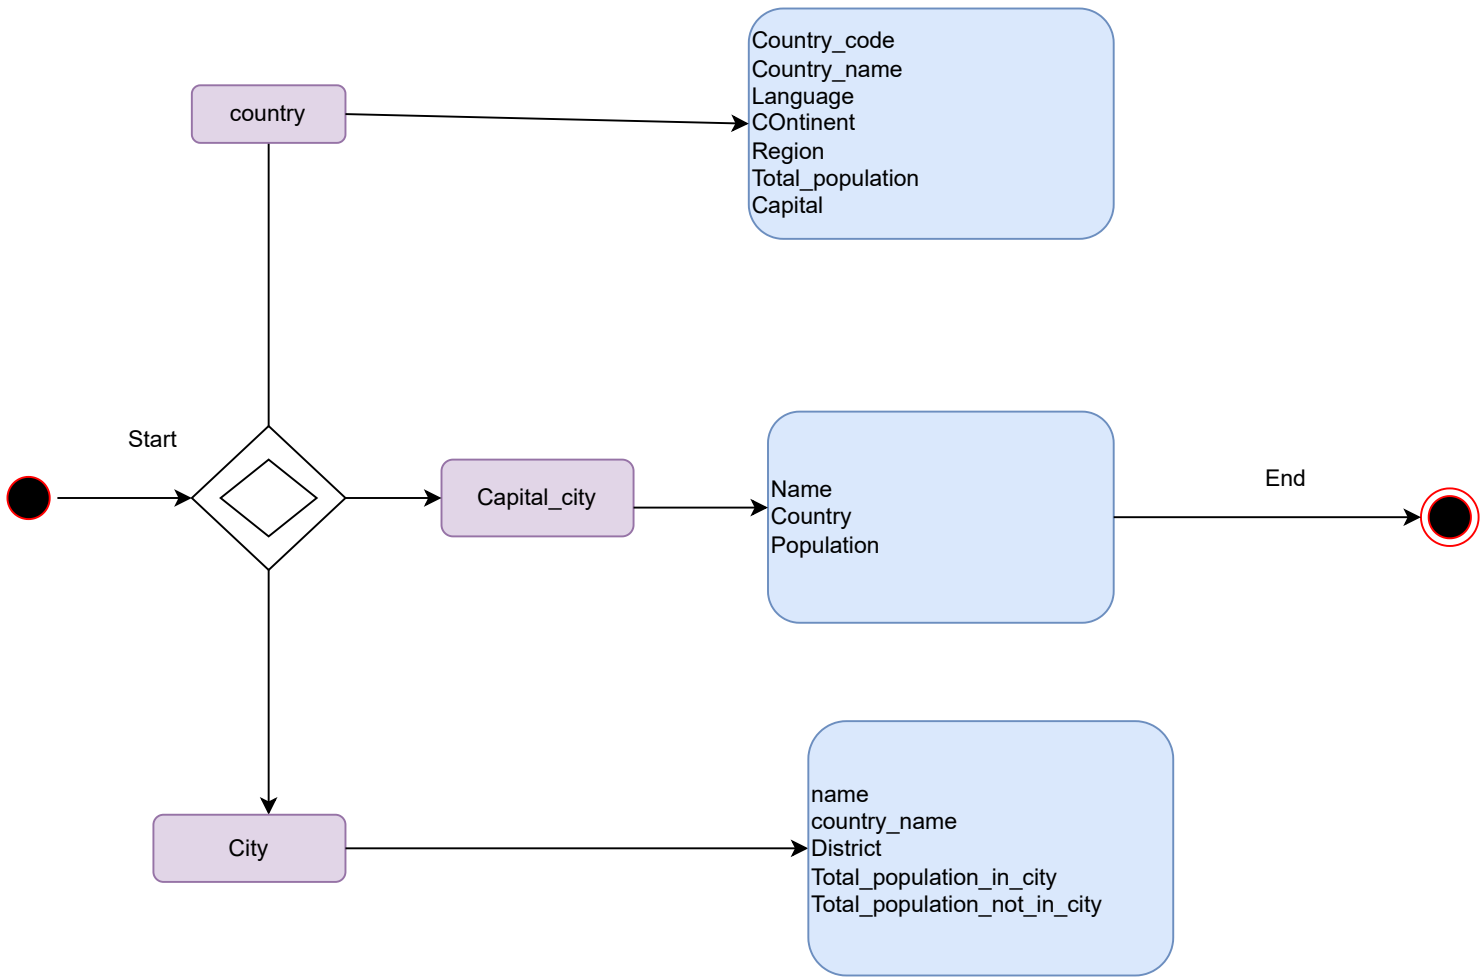 country
Country_code
Country_name
Language
COntinent
Region
Total_population
Capital
Start
Capital_city
Name
Country
Population
End
City
name
country_name
District
Total_population_in_city
Total_population_not_in_city